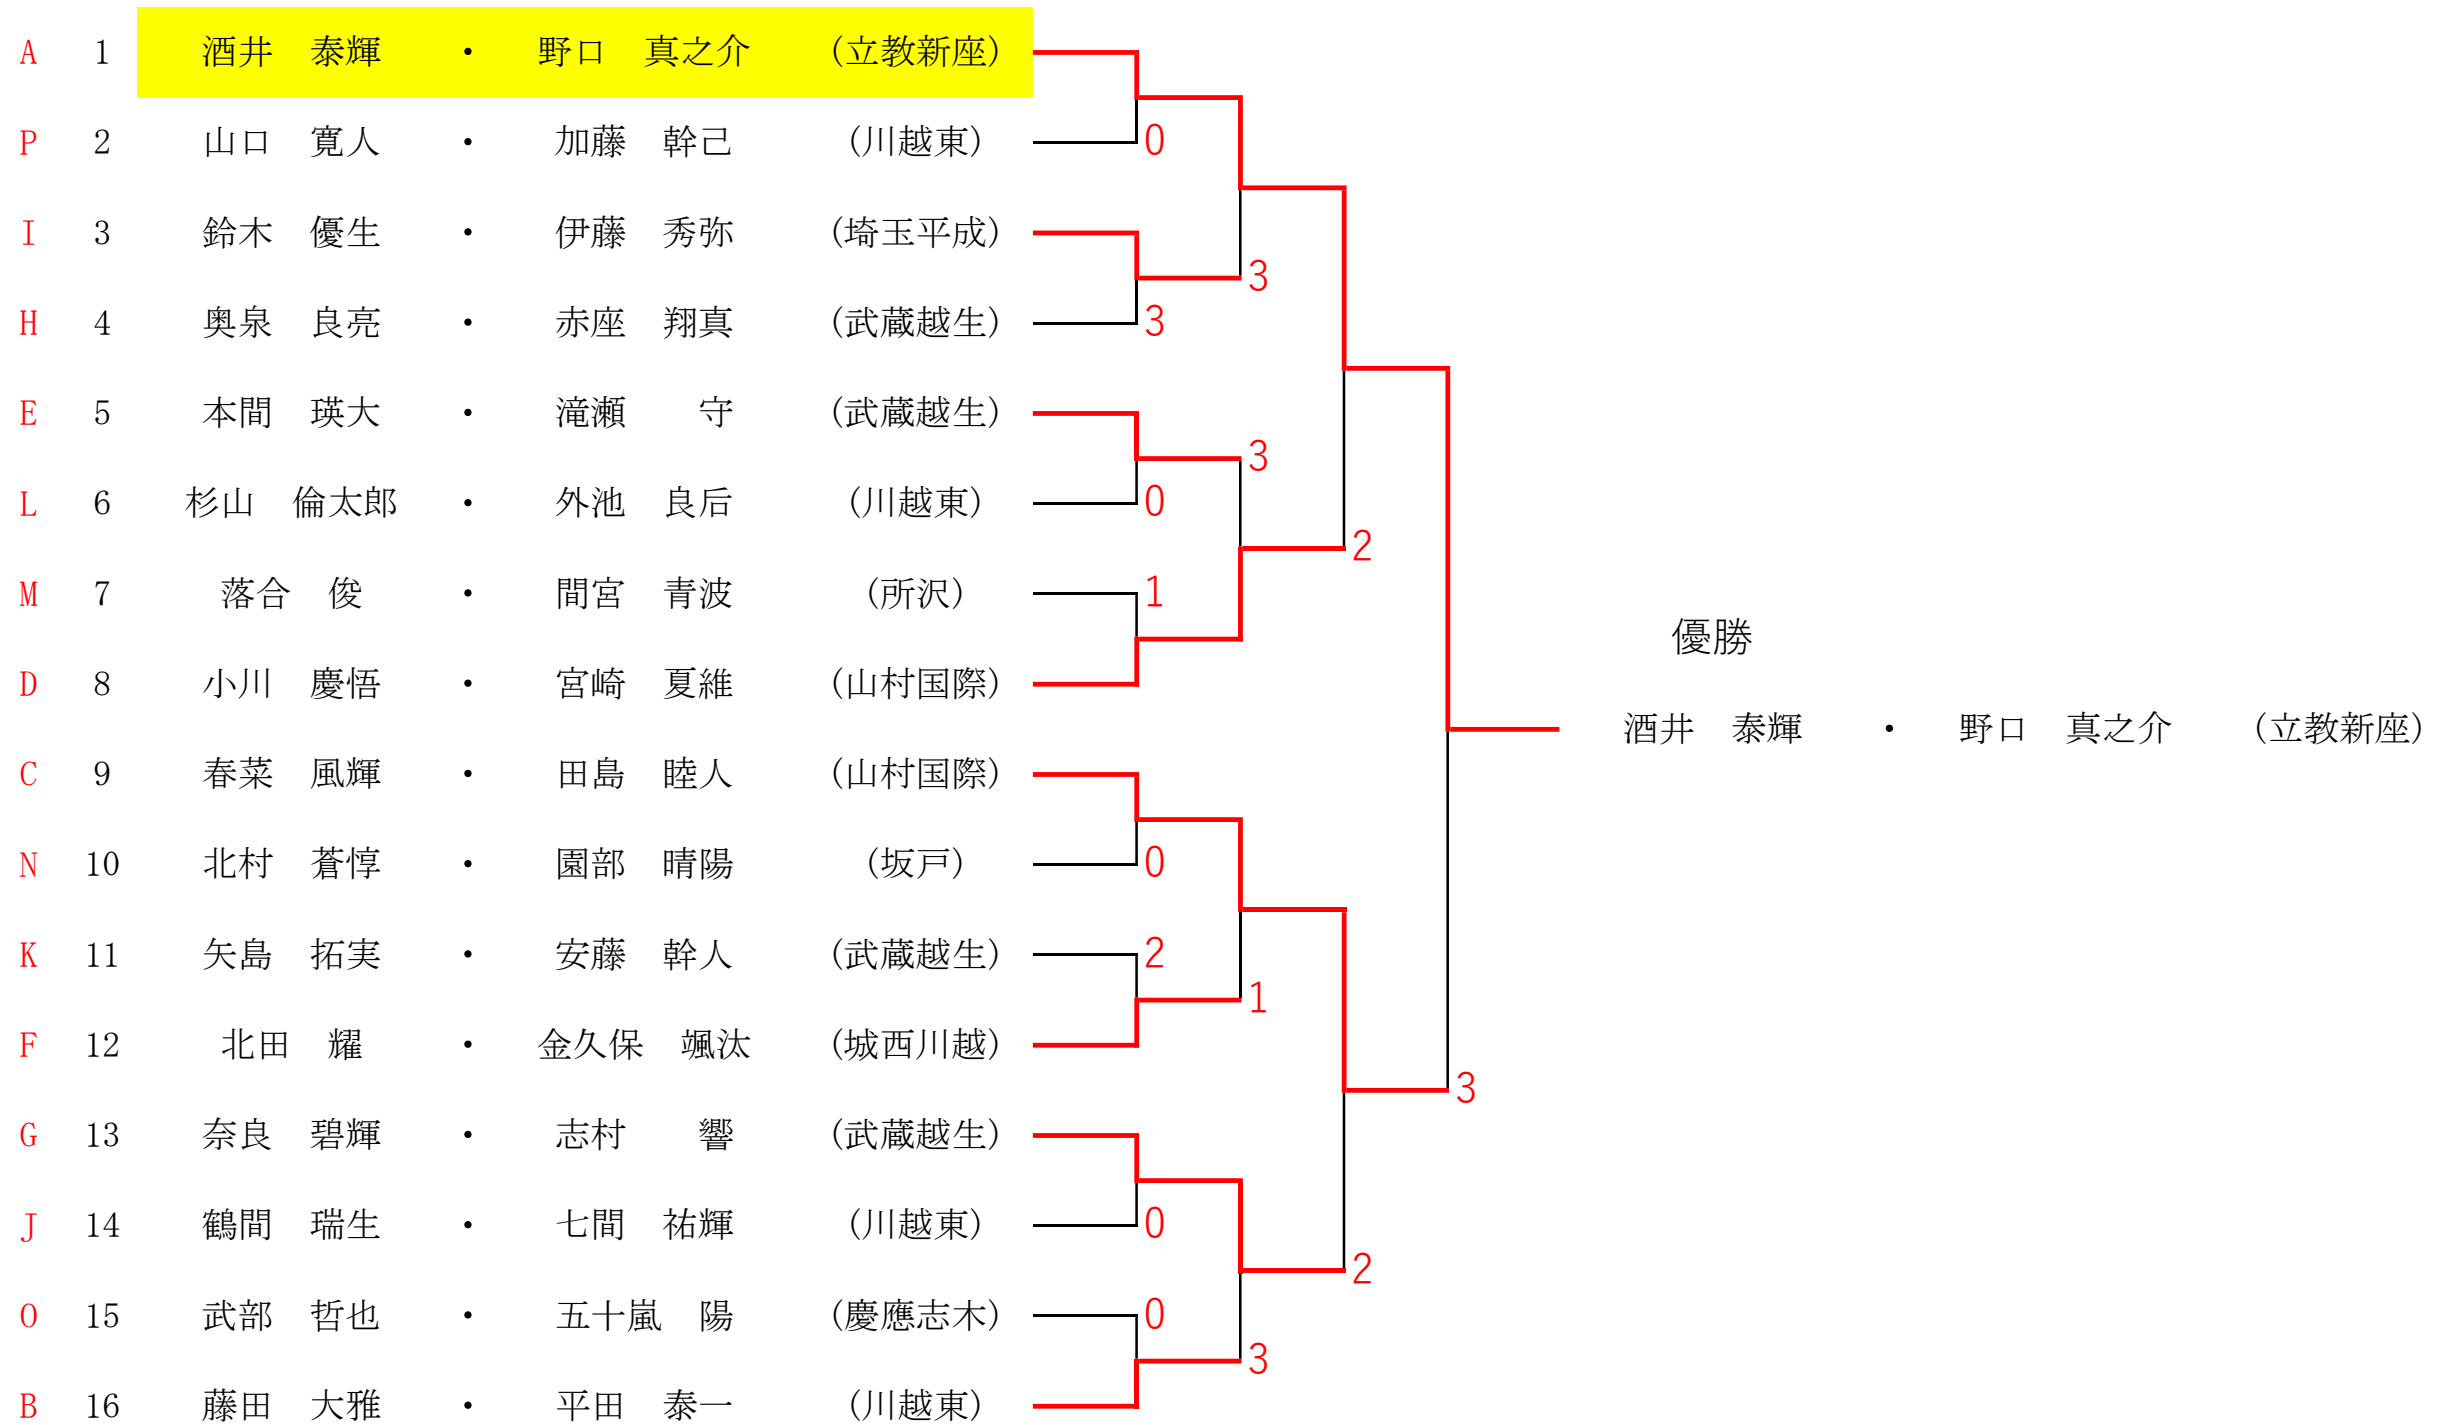 A 1 酒井 泰輝 ・ 野口 真之介 (立教新座)
P 2 山口 寛人 ・ 加藤 幹己 (川越東) 0
I 3 鈴木 優生 ・ 伊藤 秀弥 (埼玉平成)
3
H 4 奥泉 良亮 ・ 赤座 翔真 (武蔵越生) 3
E 5 本間 瑛大 ・ 滝瀬 守 (武蔵越生)
3
L 6 杉山 倫太郎 ・ 外池 良后 (川越東) 0
2
M 7 落合 俊 ・ 間宮 青波 (所沢) 1
優勝
D 8 小川 慶悟 ・ 宮崎 夏維 (山村国際)
酒井 泰輝 ・ 野口 真之介 (立教新座)
C 9 春菜 風輝 ・ 田島 睦人 (山村国際)
N 10 北村 蒼惇 ・ 園部 晴陽 (坂戸) 0
K 11 矢島 拓実 ・ 安藤 幹人 (武蔵越生) 2
1
F 12 北田 耀 ・ 金久保 颯汰 (城西川越)
3
G 13 奈良 碧輝 ・ 志村 響 (武蔵越生)
J 14 鶴間 瑞生 ・ 七間 祐輝 (川越東) 0
2
O 15 武部 哲也 ・ 五十嵐 陽 (慶應志木) 0
3
B 16 藤田 大雅 ・ 平田 泰一 (川越東)